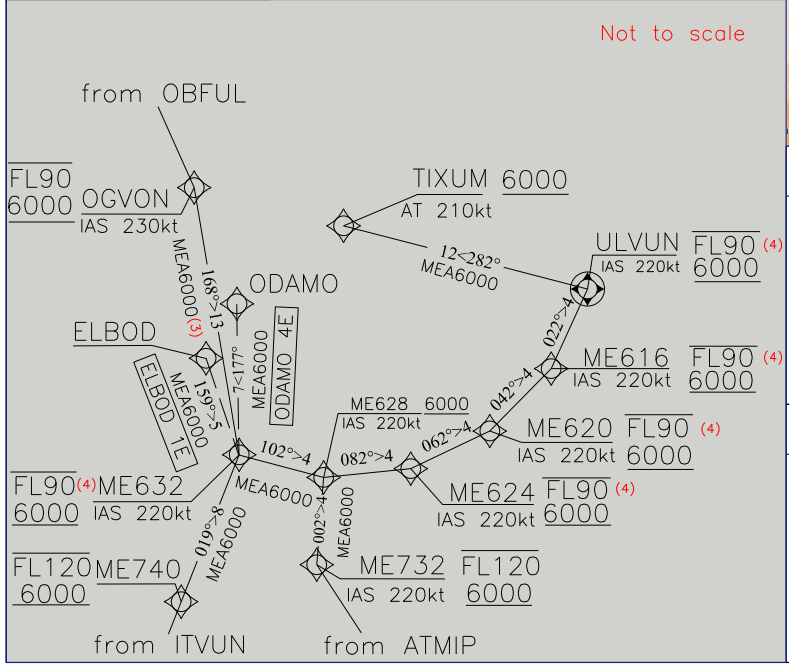 Not to scale
from OBFUL
FL90
6000 OGVON
IAS 230kt
TIXUM 6000
AT 210kt
12<282°
MEA6000
ULVUN FL90 (4)
IAS 220kt 6000
168°>13
MEA6000(3)
ODAMO
022°>4
ELBOD
159°>5
MEA6000
ELBOD 1E
7<177°
MEA6000
ODAMO 4E
ME616 FL90 (4)
IAS 220kt 6000
042°>4
ME628 6000
IAS 220kt
062°>4
ME620 FL90 (4)
IAS 220kt 6000
102°>4
MEA6000
082°>4
FL90(4) ME632
6000 IAS 220kt
ME624 FL90 (4)
IAS 220kt 6000
019°>8
MEA6000
002°>4
MEA6000
FL120 ME740
6000
ME732 FL120
IAS 220kt 6000
from ITVUN
from ATMIP